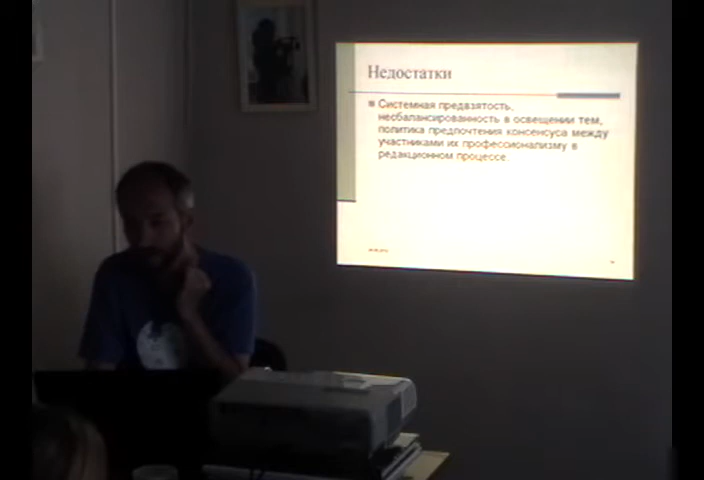 Недостатки
Системная предвзятость,
несбалансированность в освещении тем,
политика предпочтения консенсуса между
участниками их профессионализму в
редакционном процессе.